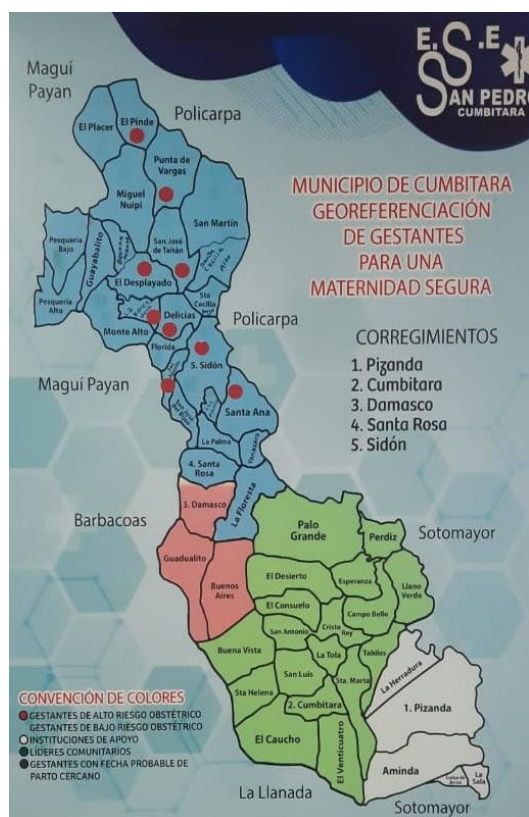 E.S.E
SAN PEDRO
CUMBITARA
Maguí
Payan
Policarpa
MUNICIPIO DE CUMBITARA
GEOREFERENCIACIÓN
DE GESTANTES
PARA UNA
MATERNIDAD SEGURA
El Placer
El Pinde
Punta de
Vargas
Miguel
Nuipi
San Martín
Pesquería
Bajo
Guayabalito
San José
de Taitán
El Desplayado
Pesquería
Alto
Sta
Cecilia
Monte Alto
Delicias
Florida
Policarpa
5. Sidón
Maguí Payan
Santa Ana
La Palma
4. Santa
Rosa
La Floresta
CORREGIMIENTOS
1. Pizanda
2. Cumbitara
3. Damasco
4. Santa Rosa
5. Sidón
Barbacoas
3. Damasco
Guadualito
Buenos
Aires
Palo
Grande
Perdiz
Sotomayor
El Desierto
Esperanza
Llano
Verde
El Consuelo
Campo Bello
San Antonio
Cristo
Rey
Buena Vista
La Tola
Tabiles
San Luis
Sta. Marta
La Herradura
Sta Helena
2. Cumbitara
1. Pizanda
El Caucho
El Venticuatro
Aminda
La
Sala
La Llanada
Sotomayor
CONVENCIÓN DE COLORES
GESTANTES DE ALTO RIESGO OBSTÉTRICO
GESTANTES DE BAJO RIESGO OBSTÉTRICO
INSTITUCIONES DE APOYO
LÍDERES COMUNITARIOS
GESTANTES CON FECHA PROBABLE DE
PARTO CERCANO